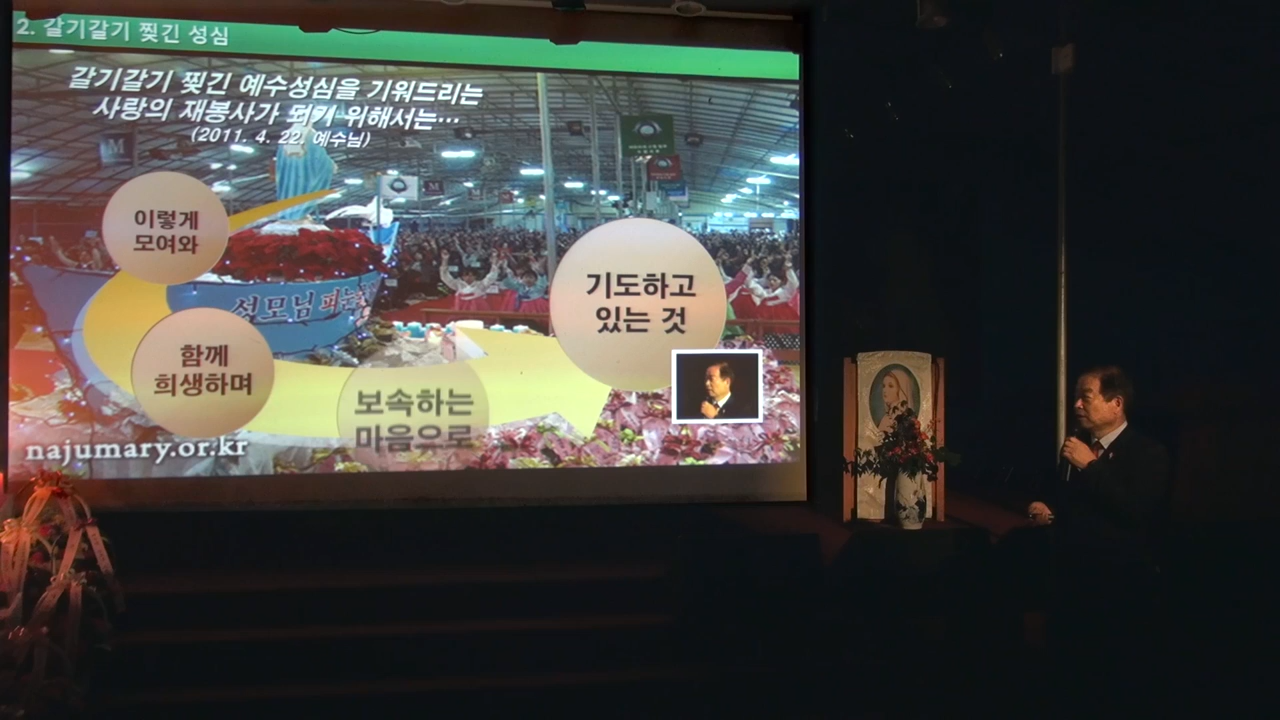 2. 갈기갈기 찢긴 성심
갈기갈기 찢긴 예수성심을 기워드리는
사랑의 재봉사가 되기 위해서는…
(2011. 4. 22. 예수님)
이렇게
모여와
함께
희생하며
보속하는
마음으로
기도하고
있는 것
성모님
najumary.or.kr